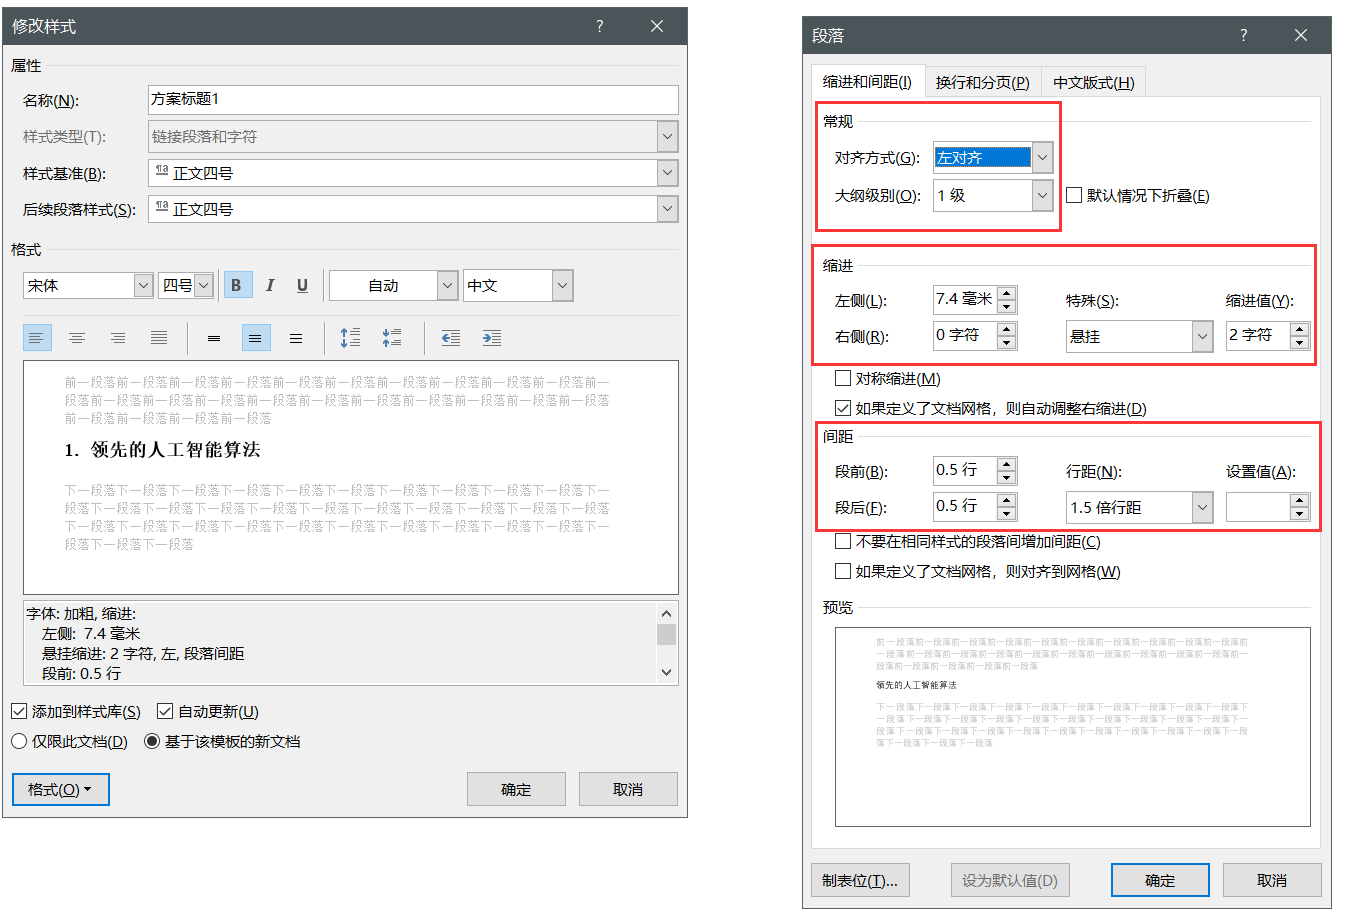 修改样式
?
属性
名称(N):
方案标题1
样式类型(T):
链接段落和字符
样式基准(B):
正文四号
后续段落样式(S):
正文四号
格式
宋体
四号
B
I
U
自动
中文
前一段落前一段落前一段落前一段落前一段落前一段落前一段落前一段落前一段落前一段落前一
段落前一段落前一段落前一段落前一段落前一段落前一段落前一段落前一段落前一段落前一段落
前一段落前一段落前一段落前一段落
1. 领先的人工智能算法
下一段落下一段落下一段落下一段落下一段落下一段落下一段落下一段落下一段落下一段落下一
段落下一段落下一段落下一段落下一段落下一段落下一段落下一段落下一段落下一段落下一段落
下一段落下一段落下一段落下一段落下一段落下一段落下一段落下一段落下一段落下一段落下一
段落下一段落下一段落
字体: 加粗, 缩进:
左侧: 7.4 毫米
悬挂缩进: 2 字符, 左, 段落间距
段前: 0.5 行
添加到样式库(S)
自动更新(U)
仅限此文档(D)
基于该模板的新文档
格式(O)
确定
取消
段落
?
缩进和间距(I)
换行和分页(P)
中文版式(H)
常规
对齐方式(G):
左对齐
大纲级别(O):
1 级
默认情况下折叠(E)
缩进
左侧(L):
7.4 毫米
特殊(S):
缩进值(Y):
右侧(R):
0 字符
悬挂
2 字符
对称缩进(M)
如果定义了文档网格，则自动调整右缩进(D)
间距
段前(B):
0.5 行
行距(N):
设置值(A):
段后(F):
0.5 行
1.5 倍行距
不要在相同样式的段落间增加间距(C)
如果定义了文档网格，则对齐到网格(W)
预览
前一段落前一段落前一段落前一段落前一段落前一段落前一段落前一段落前一段落前一段落前
一段落前一段落前一段落前一段落前一段落前一段落前一段落前一段落前一段落前一段落前一
段落前一段落前一段落前一段落前一段落前一段落
领先的人工智能算法
下一段落下一段落下一段落下一段落下一段落下一段落下一段落下一段落下一段落下一段落下
一段落下一段落下一段落下一段落下一段落下一段落下一段落下一段落下一段落下一段落下一
段落下一段落下一段落下一段落下一段落下一段落下一段落下一段落下一段落下一段落下一段
落下一段落下一段落下一段落
制表位(T)...
设为默认值(D)
确定
取消